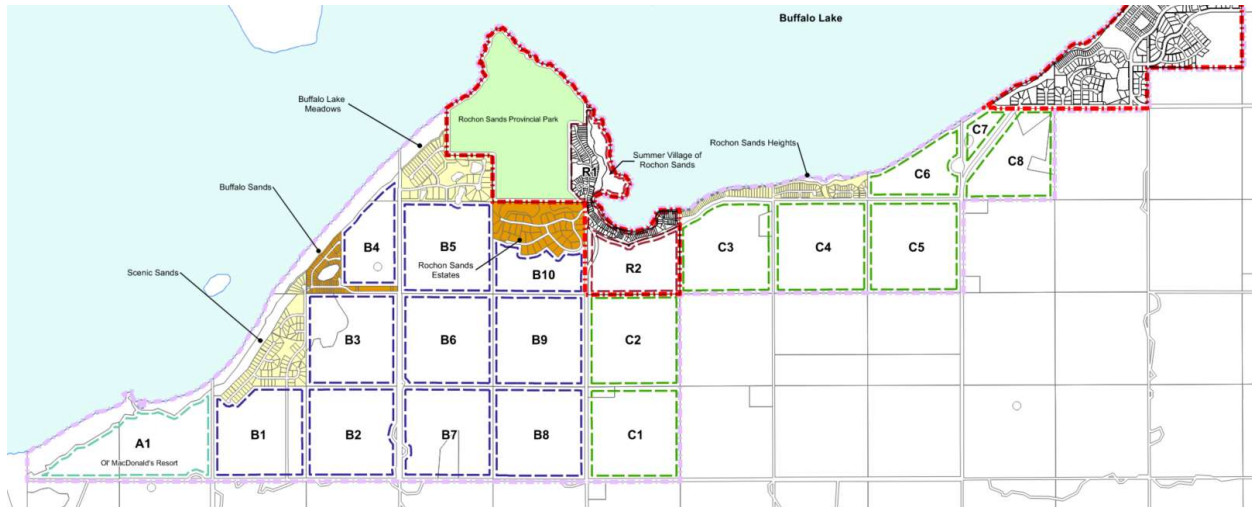 Buffalo Lake
Buffalo Lake
Meadows
Rochon Sands Provincial Park
C7
Rochon Sands Heights
Summer Village of
Rochon Sands
R1
C8
C6
Buffalo Sands
B4
B5
C3
C4
C5
Scenic Sands
Rochon Sands
Estates
B10
R2
B3
B6
B9
C2
A1
B1
B2
B7
B8
C1
Ol' MacDonald's Resort